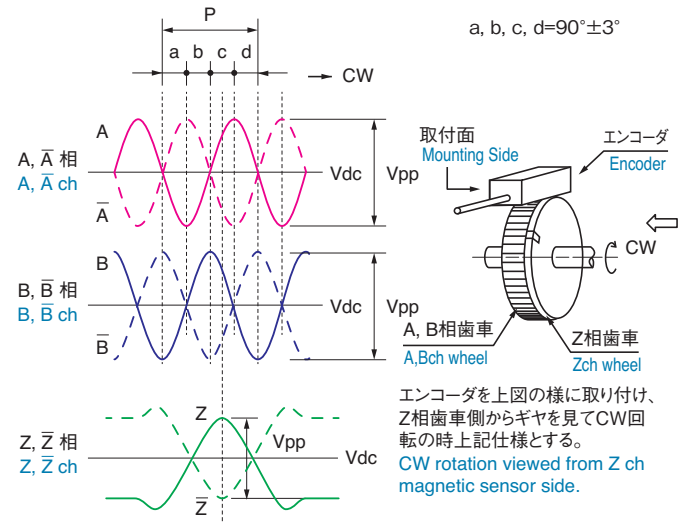 P
a, b, c, d=90°±3°
a b c d
CW
A
A, A̅ 相
A, A̅ ch
A̅
Vdc
Vpp
B
B, B̅ 相
B, B̅ ch
B̅
Vdc
Vpp
Z
Z, Z̅ 相
Z, Z̅ ch
Z̅
Vpp
Vdc
取付面
Mounting Side
エンコーダ
Encoder
CW
A, B相歯車
A,Bch wheel
Z相歯車
Zch wheel
エンコーダを上図の様に取り付け、
Z相歯車側からギヤを見てCW回
転の時上記仕様とする。
CW rotation viewed from Z ch
magnetic sensor side.